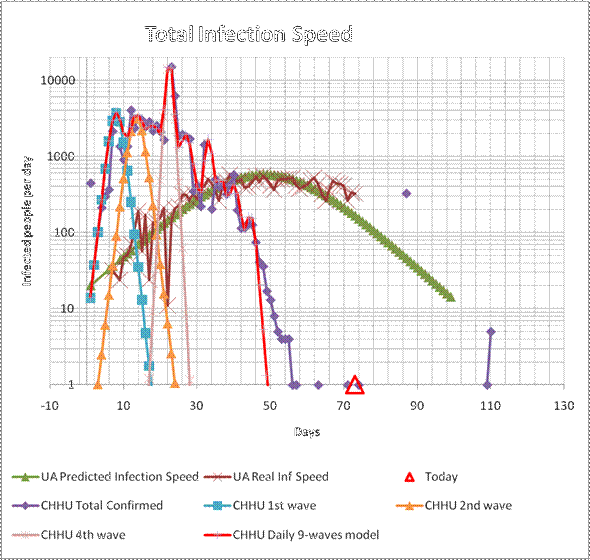 Total Infection Speed
Infected people per day
10000
1000
100
10
1
-10 10 30 50 70 90 110 130
Days
UA Predicted Infection Speed UA Real Inf Speed Today
CHHU Total Confirmed CHHU 1st wave CHHU 2nd wave
CHHU 4th wave CHHU Daily 9-waves model